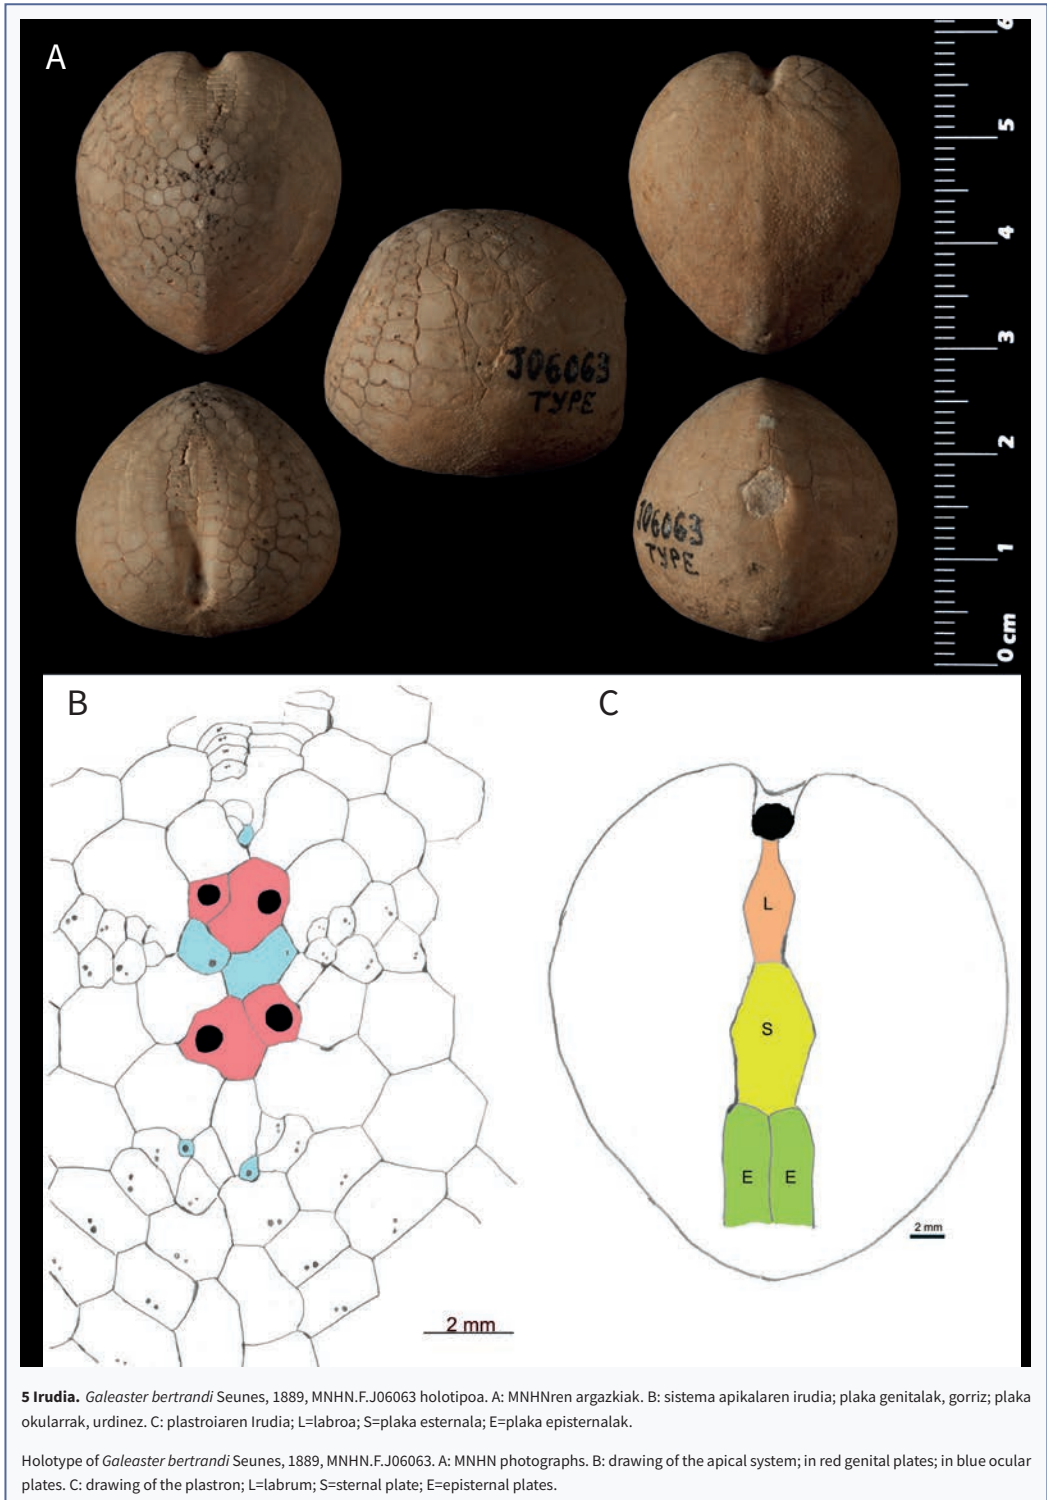 A
6
5
4
3
2
1
0 cm
J06063
TYPE
J06063
TYPE
B
C
L
S
E E
2 mm
2 mm
5 Irudia. Galeaster bertrandi Seunes, 1889, MNHN.F.J06063 holotipoa. A: MNHNren argazkiak. B: sistema apikalaren irudia; plaka genitalak, gorriz; plaka
okularrak, urdinez. C: plastroiaren Irudia; L=labroa; S=plaka esternala; E=plaka episternalak.
Holotype of Galeaster bertrandi Seunes, 1889, MNHN.F.J06063. A: MNHN photographs. B: drawing of the apical system; in red genital plates; in blue ocular
plates. C: drawing of the plastron; L=labrum; S=sternal plate; E=episternal plates.